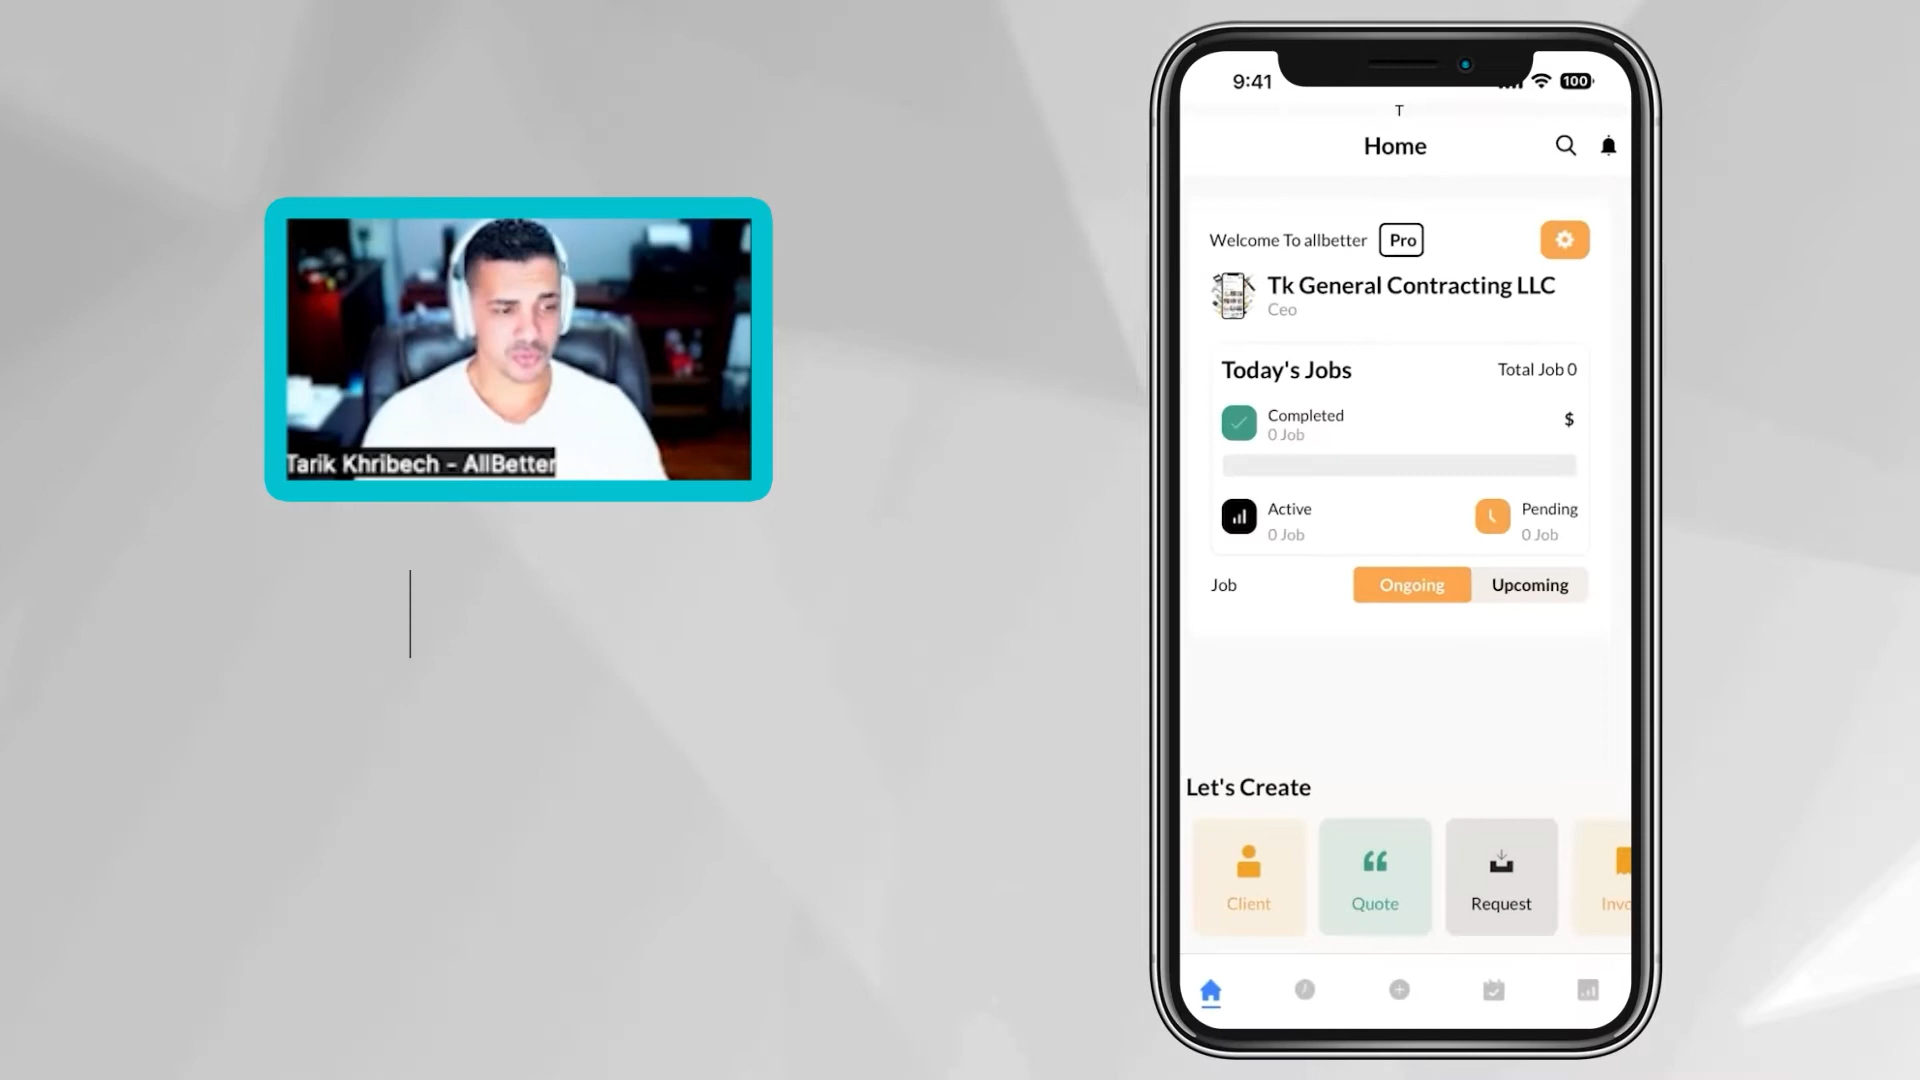 Tarik Khribech - AllBetter
9:41
100
T
Home
Welcome To allbetter Pro
Tk General Contracting LLC
Ceo
Today's Jobs Total Job 0
Completed $
0 Job
Active Pending
0 Job 0 Job
Job Ongoing Upcoming
Let's Create
Client Quote Request Invo